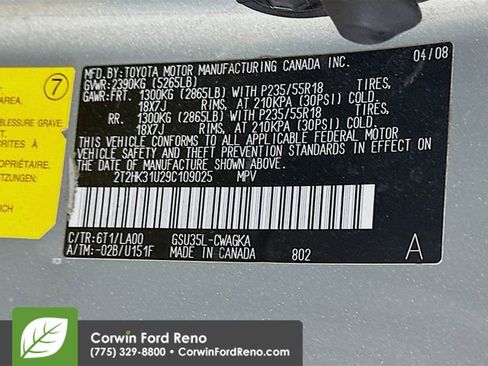 MFD. BY: TOYOTA MOTOR MANUFACTURING CANADA INC. 04/08
GVWR: 2390KG (5265LB)
GAWR: FRT. 1300KG (2865LB) WITH P235/55R18 TIRES,
18X7J RIMS, AT 210KPA (30PSI) COLD.
RR. 1300KG (2865LB) WITH P235/55R18 TIRES,
18X7J RIMS, AT 210KPA (30PSI) COLD.
THIS VEHICLE CONFORMS TO ALL APPLICABLE FEDERAL MOTOR
VEHICLE SAFETY AND THEFT PREVENTION STANDARDS IN EFFECT ON
THE DATE OF MANUFACTURE SHOWN ABOVE.
2T2HK31U29C109025 MPV
C/TR: 6T1/LA00 GSU35L-CWAGKA
A/TM: -02B/U151F MADE IN CANADA 802 A
7
AREA.
BLESSURE GRAVE:
'AIRE.
RICH
Corwin Ford Reno
(775) 329-8800 • CorwinFordReno.com